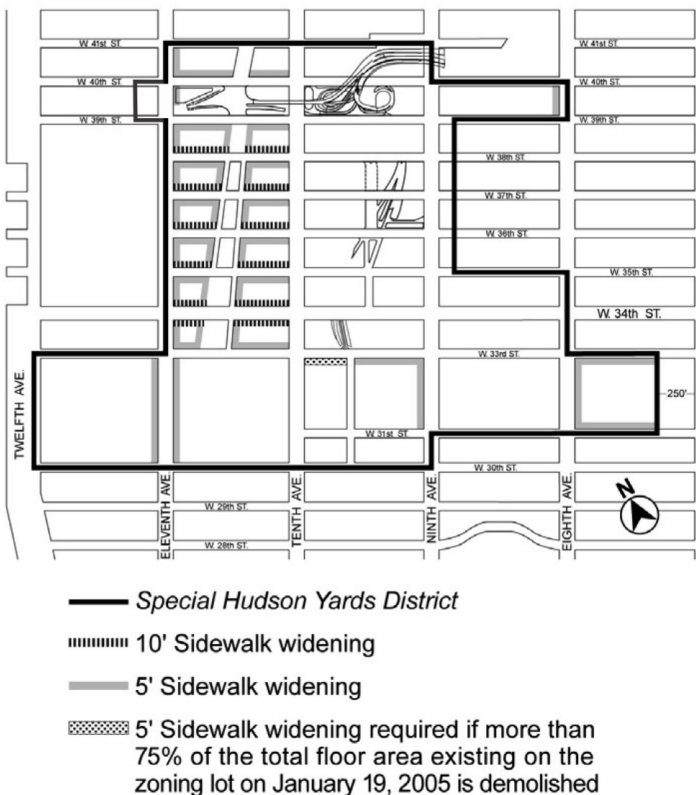 W. 41st ST.
W. 41st ST.
W. 40th ST.
W. 40th ST.
W. 39th ST.
W. 39th ST.
W. 38th ST.
W. 37th ST.
W. 36th ST.
W. 35th ST.
W. 34th ST.
W. 33rd ST.
TWELFTH AVE.
250'
W. 31st ST.
W. 30th ST.
ELEVENTH AVE.
TENTH AVE.
NINTH AVE.
EIGHTH AVE.
N
W. 29th ST.
W. 28th ST.
Special Hudson Yards District
10' Sidewalk widening
5' Sidewalk widening
5' Sidewalk widening required if more than
75% of the total floor area existing on the
zoning lot on January 19, 2005 is demolished